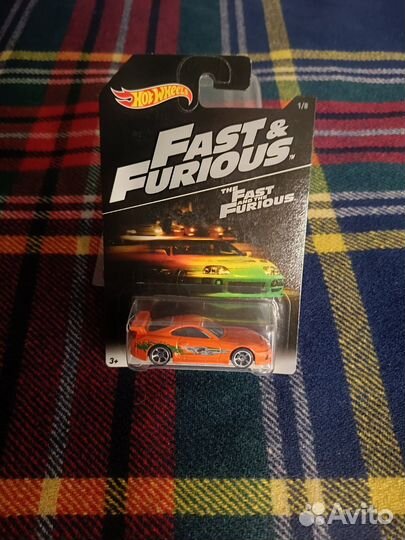 HOT WHEELS
1/8
FAST &
FURIOUS
THE FAST
AND THE
FURIOUS
3+
Avito